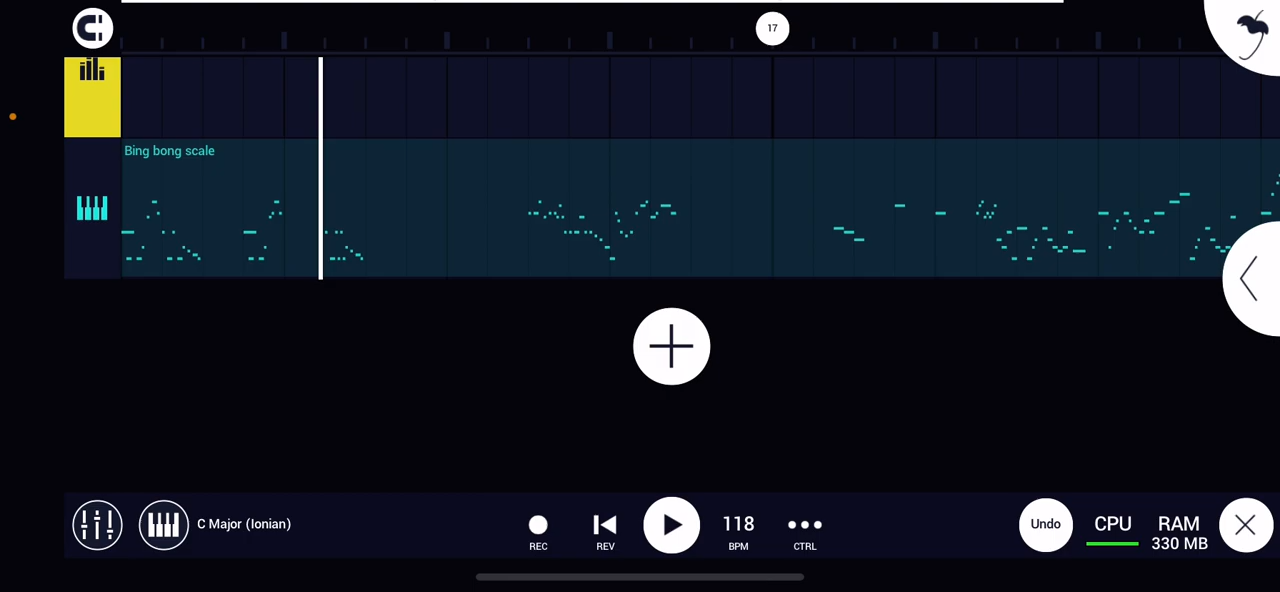 17
Bing bong scale
C Major (Ionian)
REC
REV
118
BPM
CTRL
Undo
CPU
RAM
330 MB